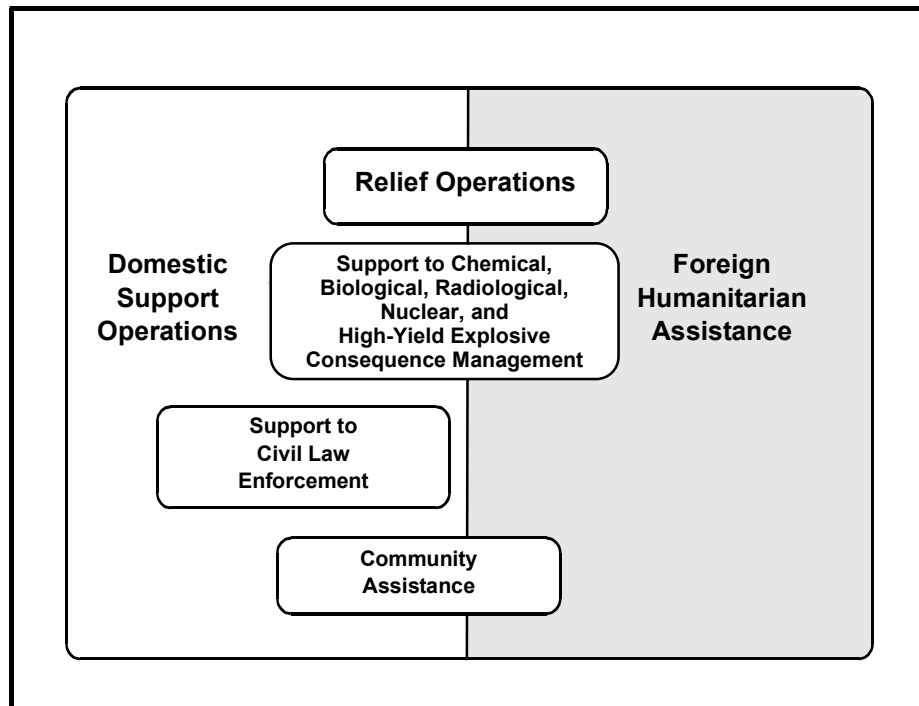 Relief Operations
Domestic
Support
Operations
Support to Chemical,
Biological, Radiological,
Nuclear, and
High-Yield Explosive
Consequence Management
Foreign
Humanitarian
Assistance
Support to
Civil Law
Enforcement
Community
Assistance